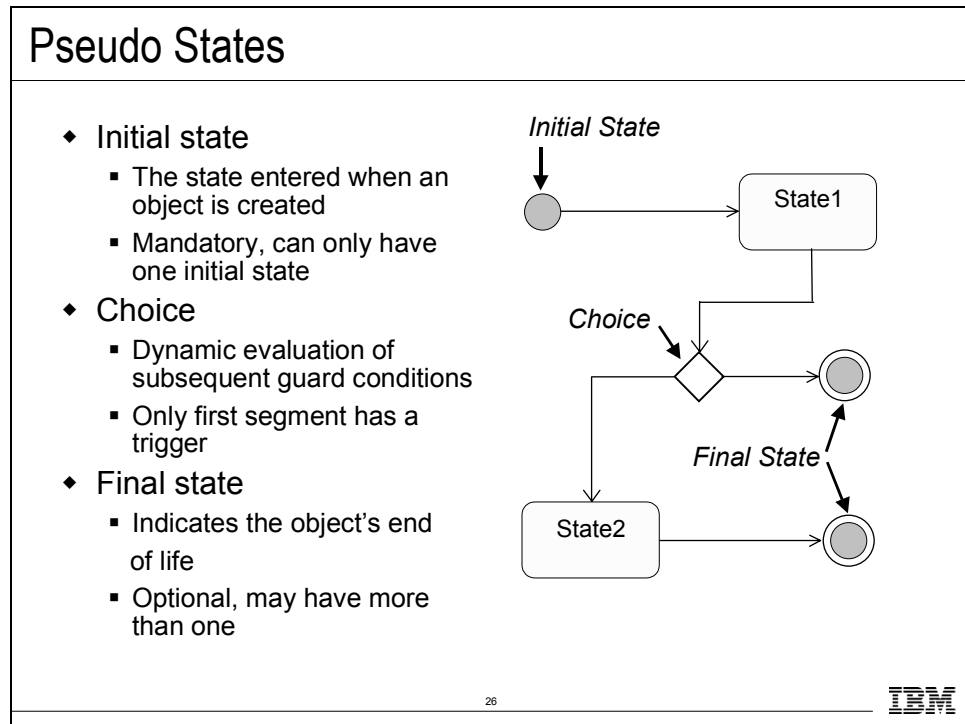 Pseudo States
◆ Initial state
▪ The state entered when an
object is created
▪ Mandatory, can only have
one initial state
◆ Choice
▪ Dynamic evaluation of
subsequent guard conditions
▪ Only first segment has a
trigger
◆ Final state
▪ Indicates the object's end
of life
▪ Optional, may have more
than one
Initial State
State1
Choice
Final State
State2
26
IBM